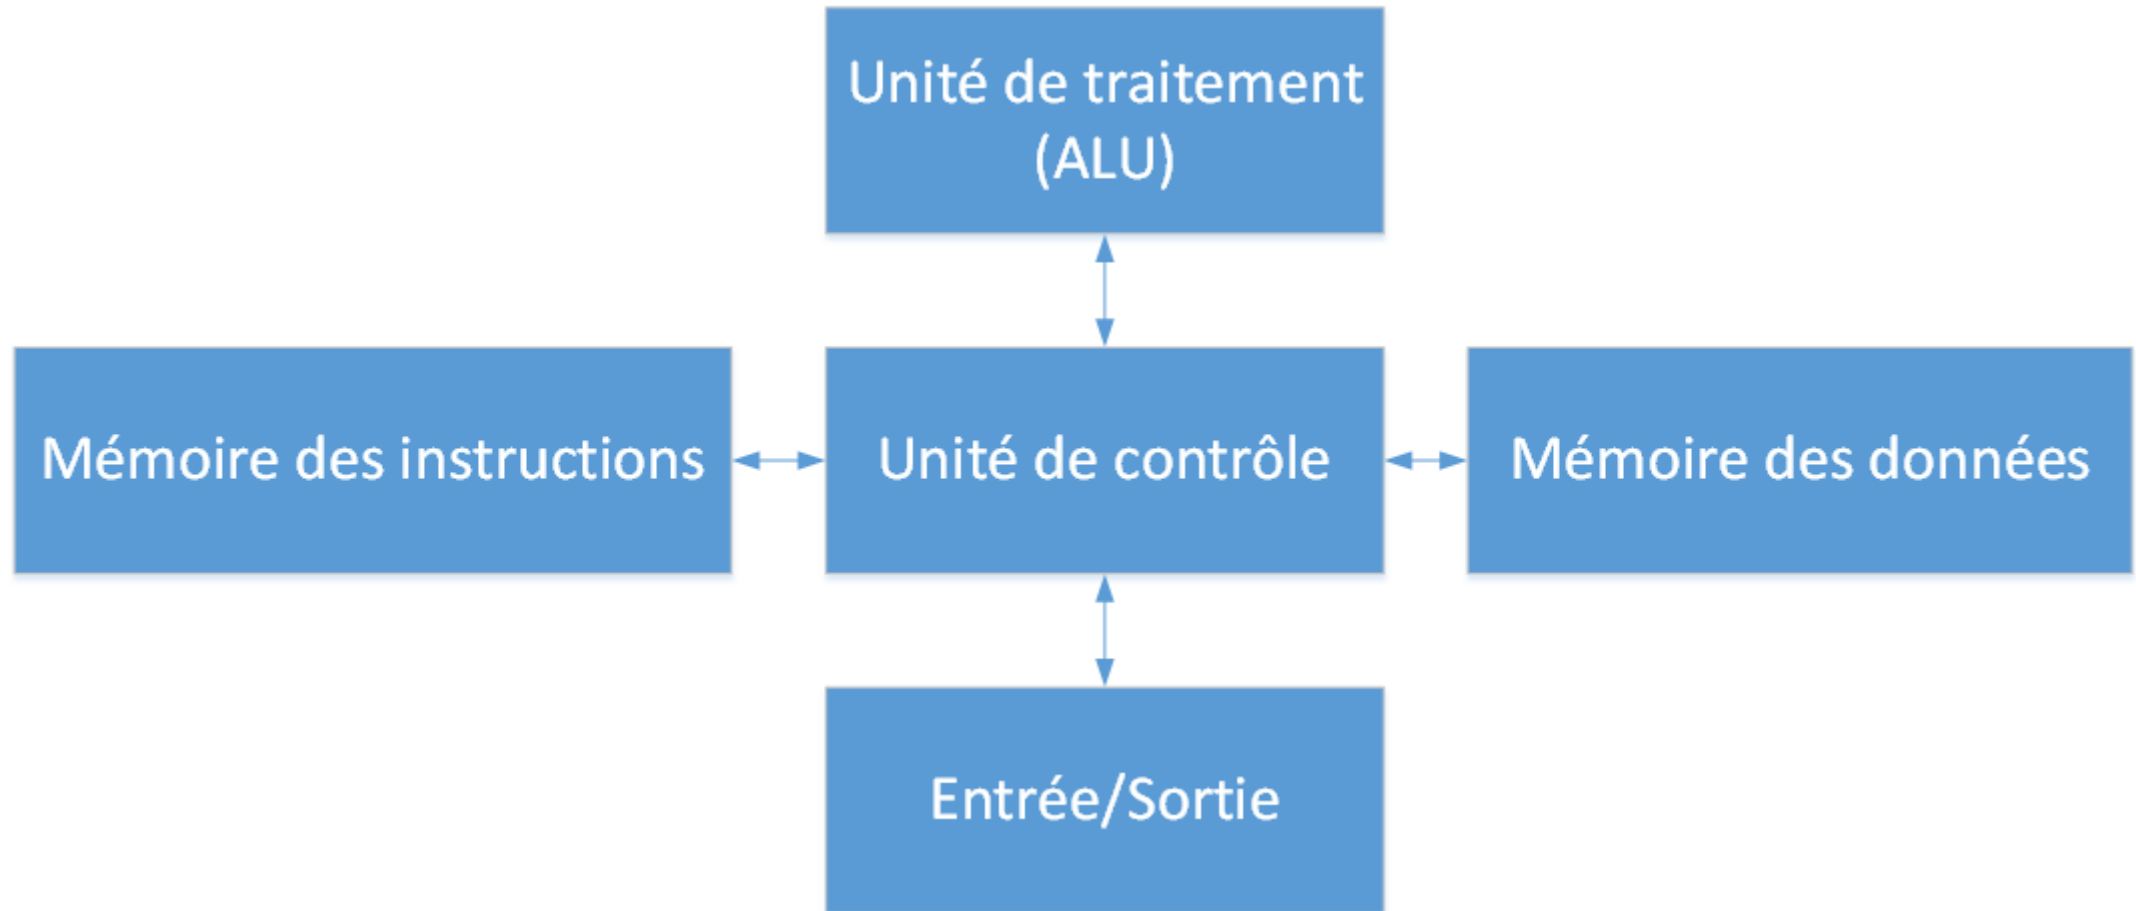 Unité de traitement
(ALU)
Mémoire des instructions
Unité de contrôle
Mémoire des données
Entrée/Sortie